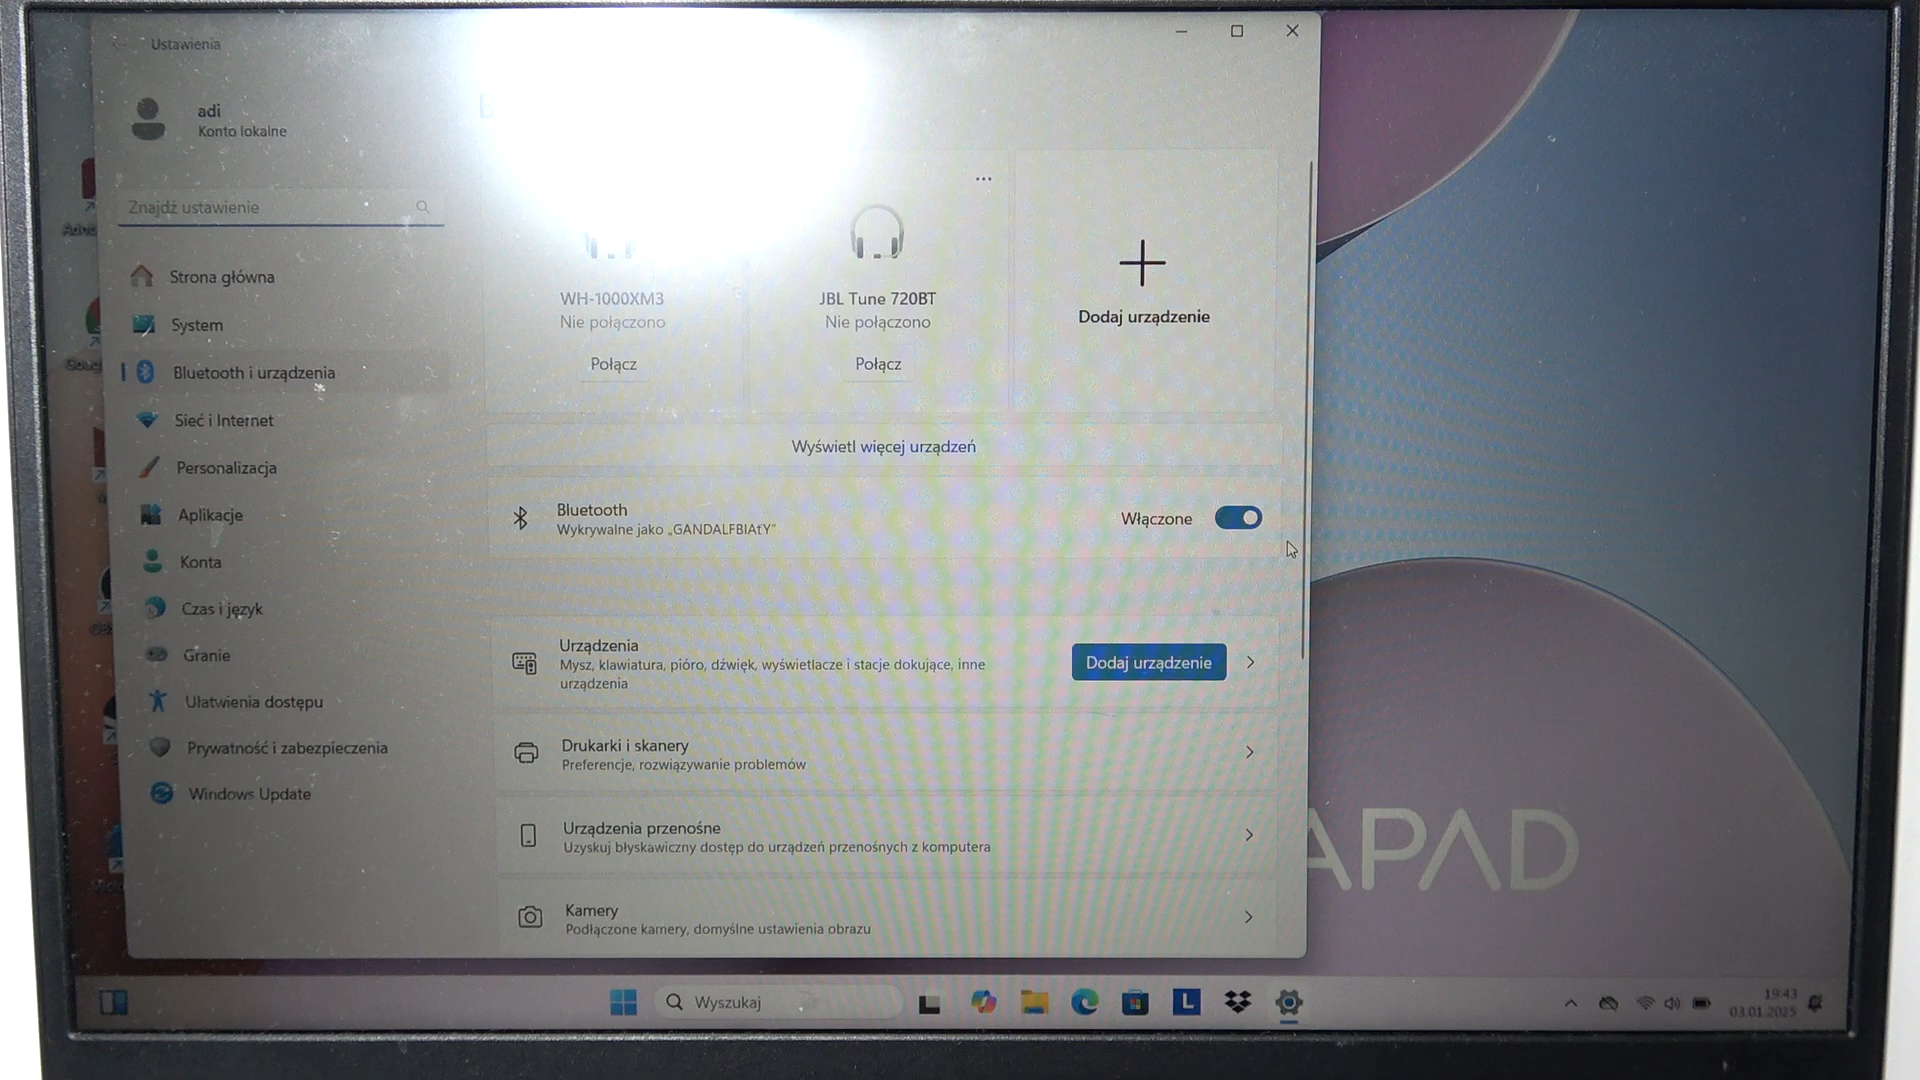 Ustawienia
adi
Konto lokalne
Znajdź ustawienie
Strona główna
System
Bluetooth i urządzenia
Sieć i Internet
Personalizacja
Aplikacje
Konta
Czas i język
Granie
Ułatwienia dostępu
Prywatność i zabezpieczenia
Windows Update
WH-1000XM3
Nie połączono
Połącz
JBL Tune 720BT
Nie połączono
Połącz
Dodaj urządzenie
Wyświetl więcej urządzeń
Bluetooth
Wykrywalne jako „GANDALFBIAŁY”
Włączone
Urządzenia
Mysz, klawiatura, pióro, dźwięk, wyświetlacze i stacje dokujące, inne
urządzenia
Dodaj urządzenie
Drukarki i skanery
Preferencje, rozwiązywanie problemów
Urządzenia przenośne
Uzyskuj błyskawiczny dostęp do urządzeń przenośnych z komputera
Kamery
Podłączone kamery, domyślne ustawienia obrazu
APAD
Wyszukaj
L
19:43
03.01.2025